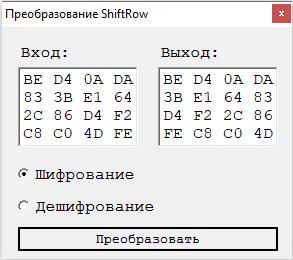 Преобразование ShiftRow
x
Вход: Выход:
BE D4 0A DA BE D4 0A DA
83 3B E1 64 3B E1 64 83
2C 86 D4 F2 D4 F2 2C 86
C8 C0 4D FE FE C8 C0 4D
Шифрование
Дешифрование
Преобразовать